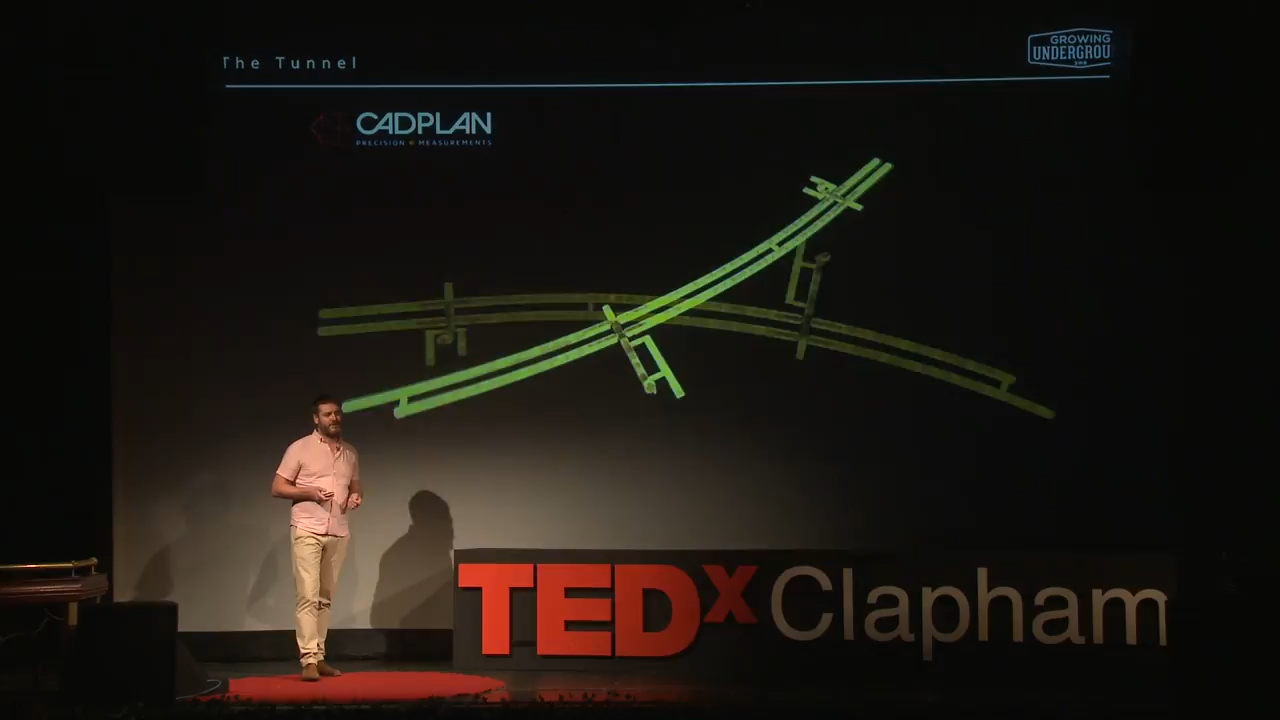 The Tunnel
GROWING
UNDERGROU
CADPLAN
PRECISION MEASUREMENTS
TEDx Clapham